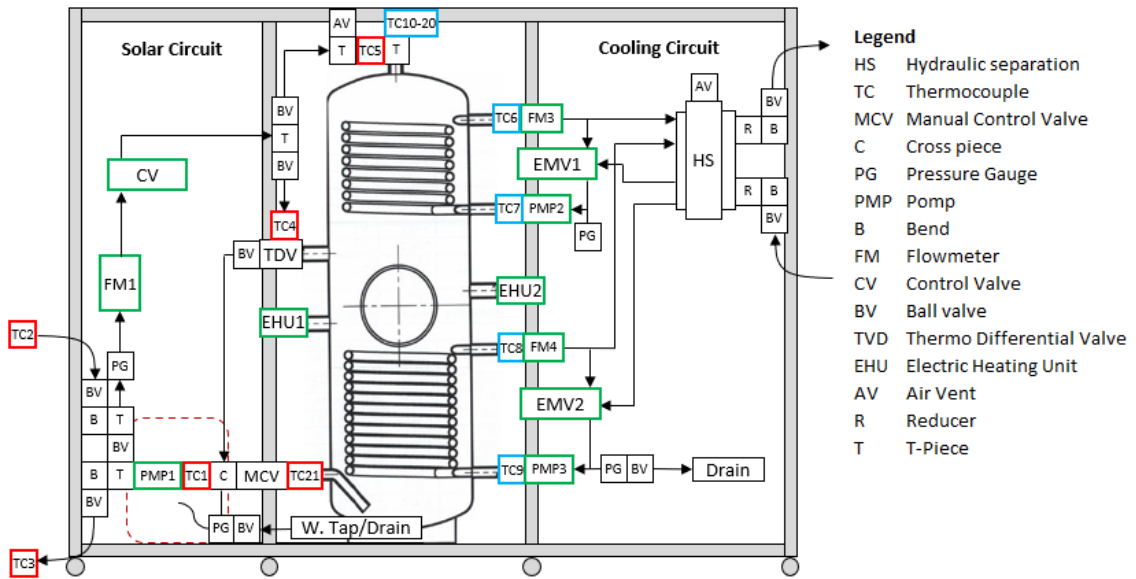 Solar Circuit
Cooling Circuit
AV
TC10-20
T
TC5
T
BV
T
BV
CV
TC4
BV
TDV
FM1
EHU1
TC2
PG
BV
B
T
BV
B
T
PMP1
TC1
C
MCV
TC21
BV
PG
BV
W. Tap/Drain
TC3
TC6
FM3
EMV1
TC7
PMP2
PG
EHU2
TC8
FM4
EMV2
TC9
PMP3
PG
BV
Drain
AV
HS
BV
R
B
R
B
BV
Legend
HS Hydraulic separation
TC Thermocouple
MCV Manual Control Valve
C Cross piece
PG Pressure Gauge
PMP Pomp
B Bend
FM Flowmeter
CV Control Valve
BV Ball valve
TVD Thermo Differential Valve
EHU Electric Heating Unit
AV Air Vent
R Reducer
T T-Piece